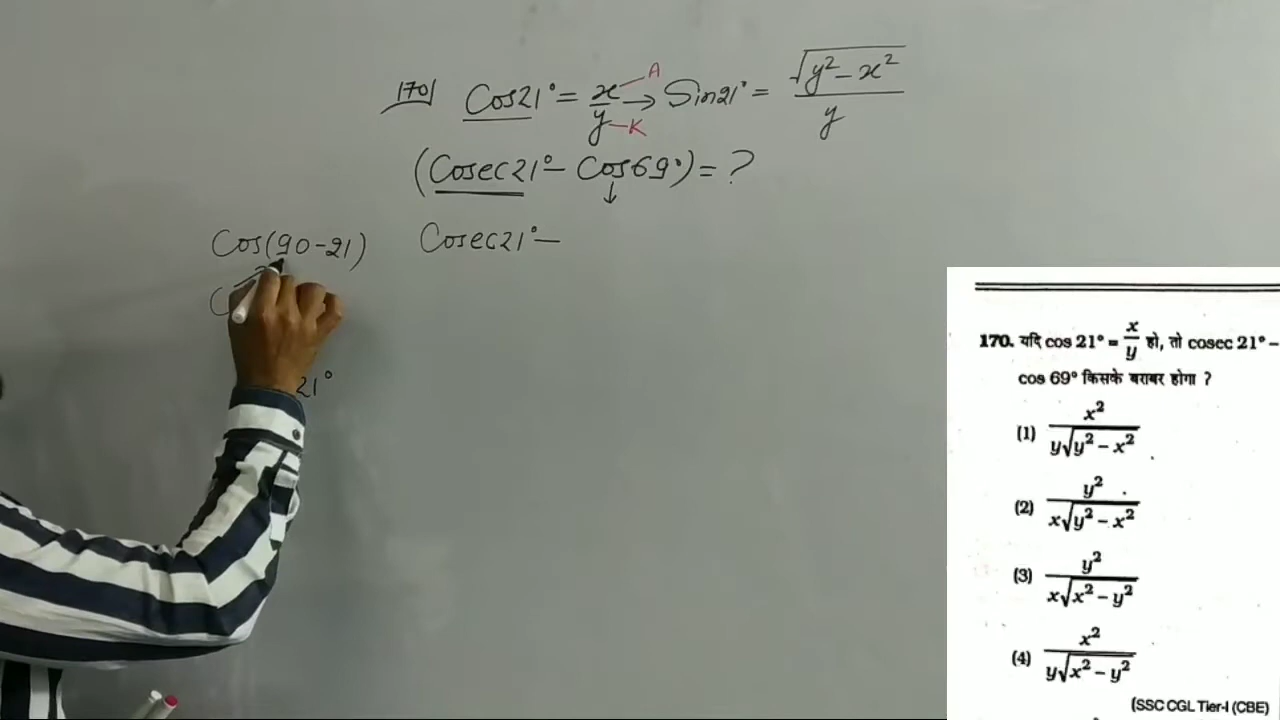 170) Cos21° = x/y → Sin21° = √(y² - x²)/y
A
K
(Cosec21° - Cos69°) = ?
↓
Cos(90-21) Cosec21° -
21°
170. यदि cos 21° = x/y हो, तो cosec 21° -
cos 69° किसके बराबर होगा ?
(1) x²/(y√(y² - x²))
(2) y²/(x√(y² - x²))
(3) y²/(x√(x² - y²))
(4) x²/(y√(x² - y²))
(SSC CGL Tier-I (CBE)